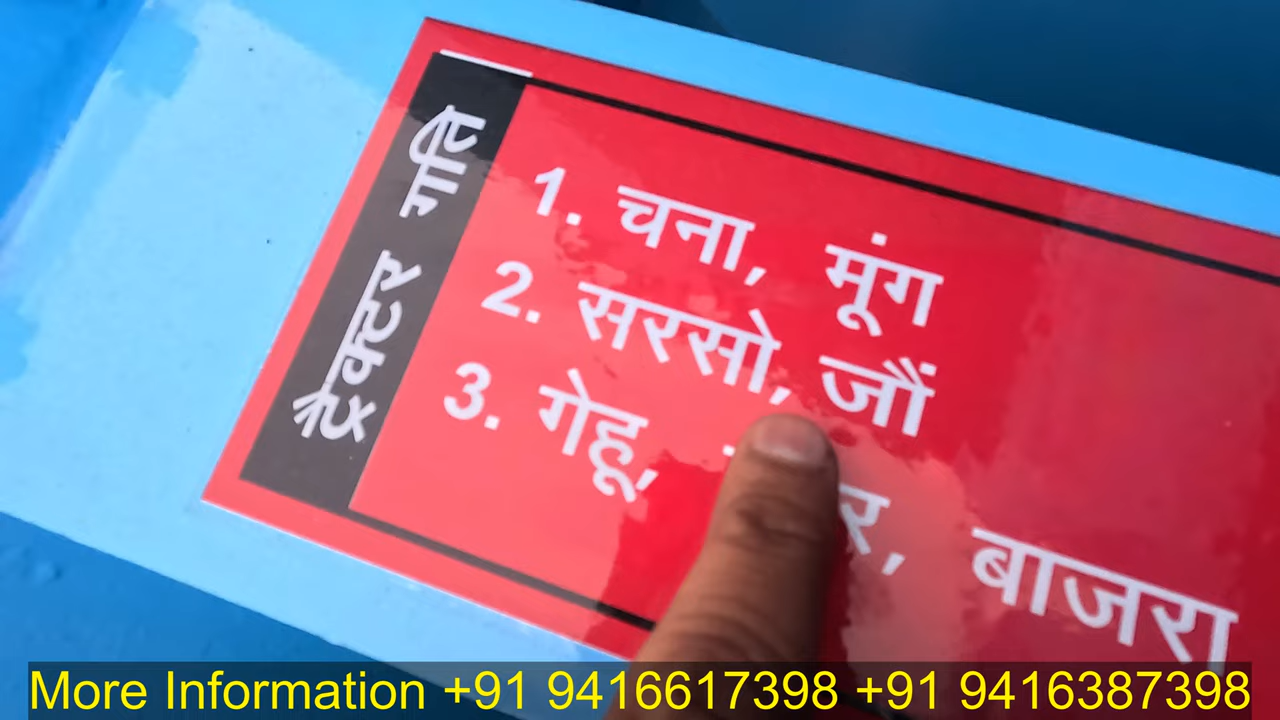 ट्रैक्टर गति
1. चना, मूंग
2. सरसो, जौं
3. गेहू, बाजरा
More Information +91 9416617398 +91 9416387398